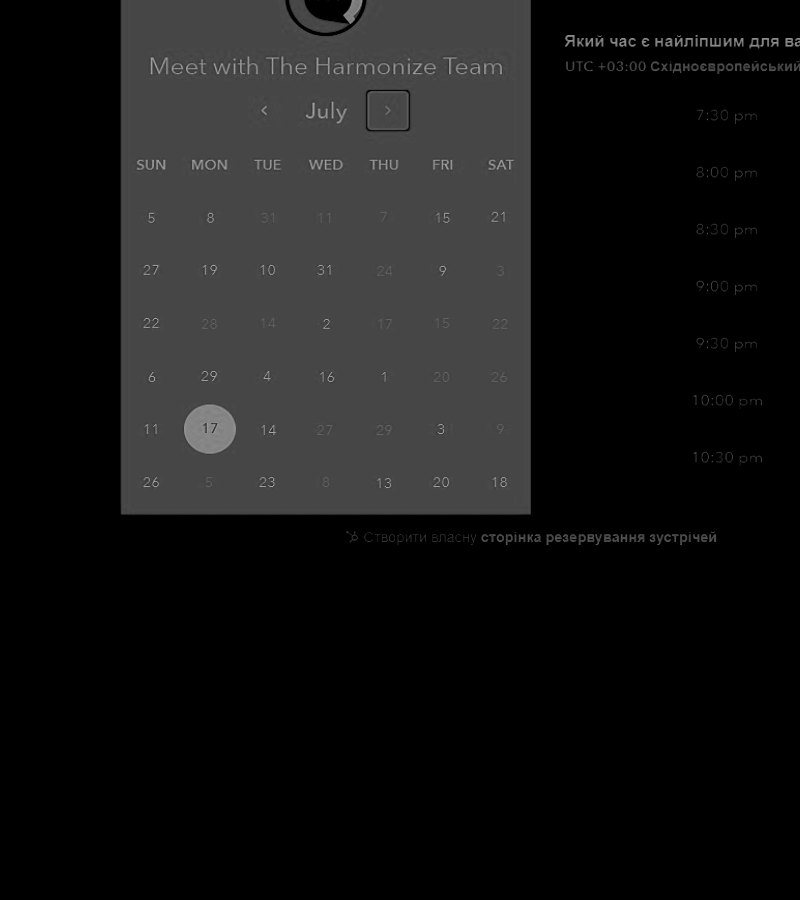 Meet with The Harmonize Team
July
SUN MON TUE WED THU FRI SAT
5 8 31 11 7 15 21
27 19 10 31 24 9 3
22 28 14 2 17 15 22
6 29 4 16 1 20 26
11 17 14 27 29 3 9
26 5 23 8 13 20 18
Який час є найліпшим для
UTC +03:00 Східноєвропейський
7:30 pm
8:00 pm
8:30 pm
9:00 pm
9:30 pm
10:00 pm
10:30 pm
Створити власну сторінка резервування зустрічей